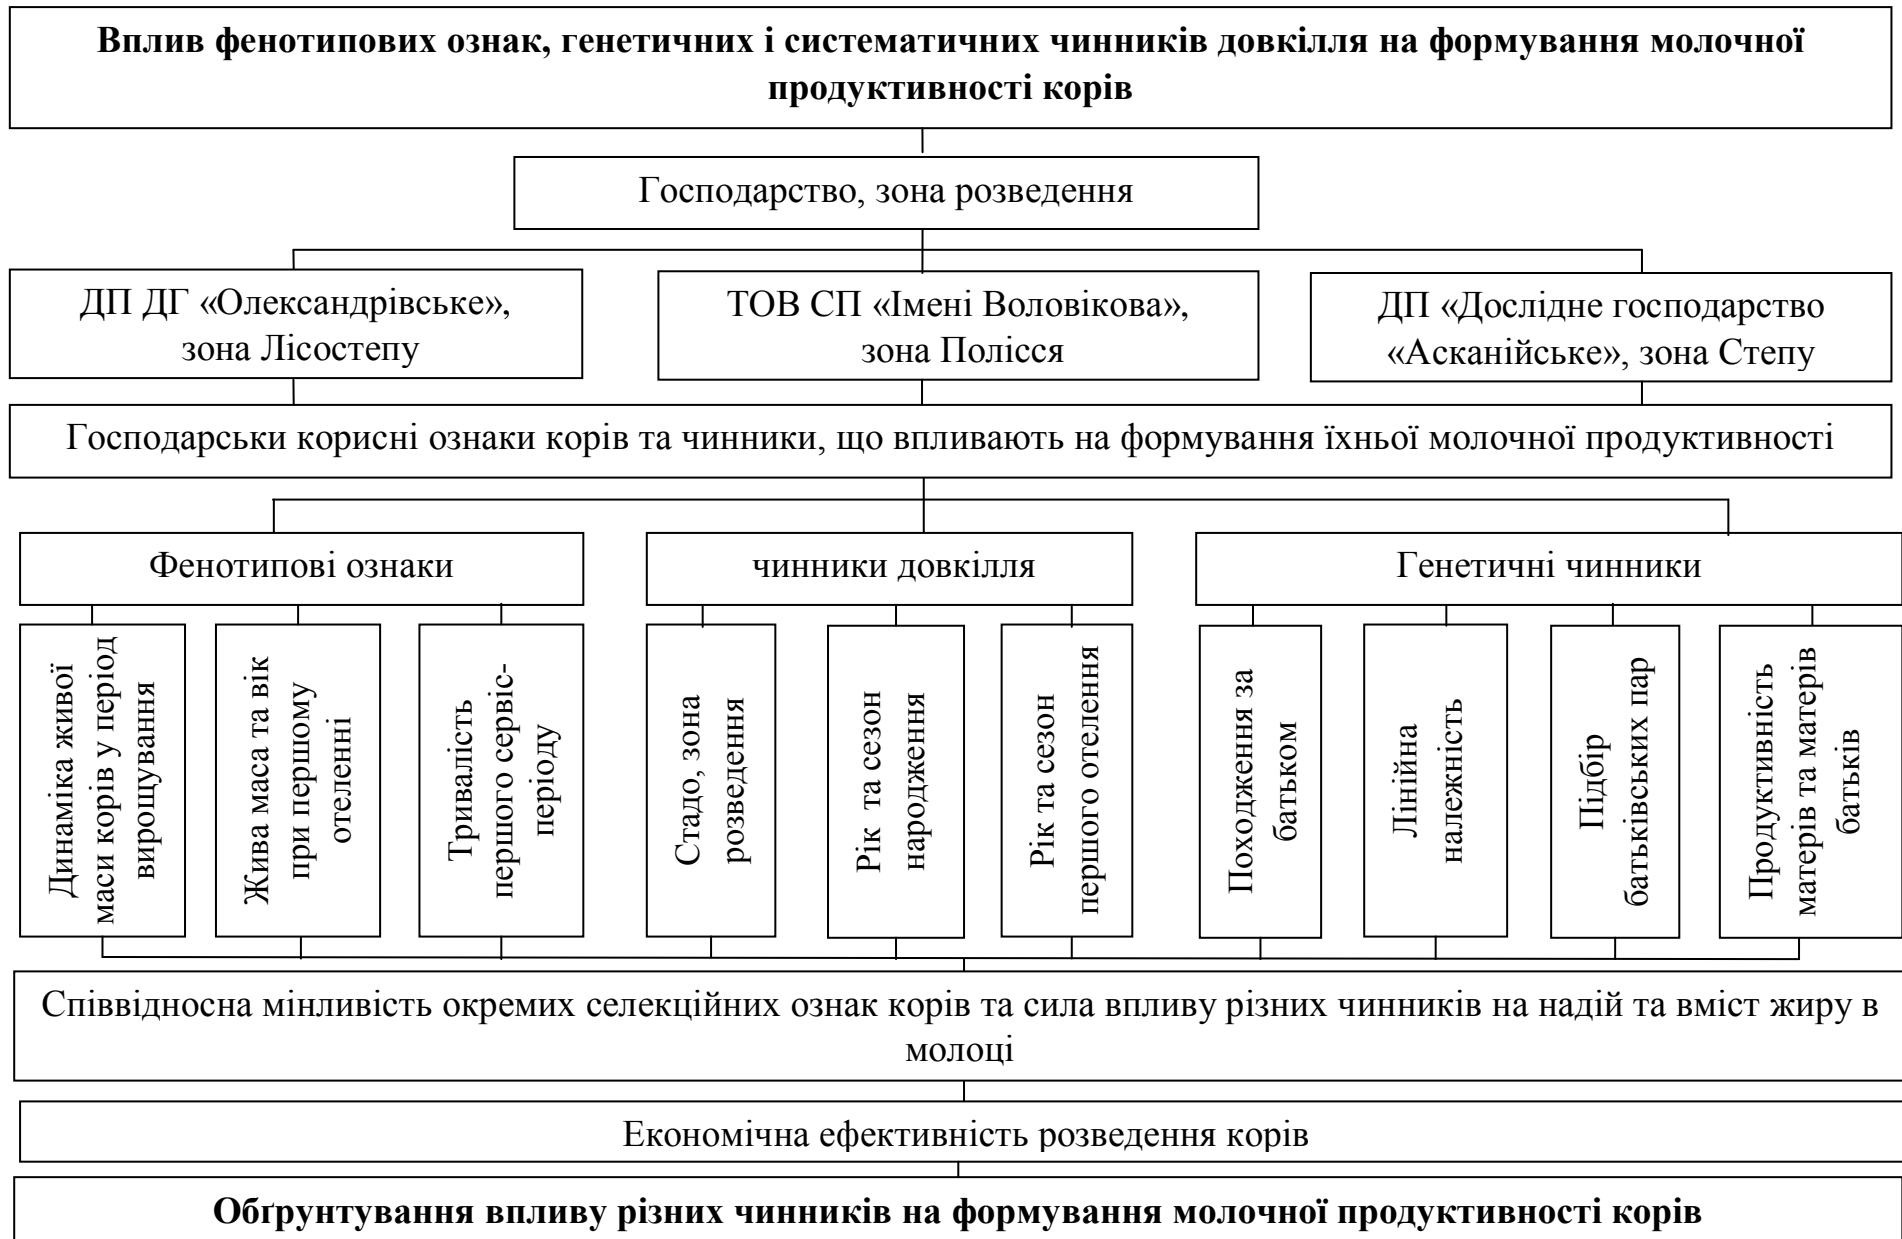 Вплив фенотипових ознак, генетичних і систематичних чинників довкілля на формування молочної
продуктивності корів
Господарство, зона розведення
ДП ДГ «Олександрівське»,
зона Лісостепу
ТОВ СП «Імені Воловікова»,
зона Полісся
ДП «Дослідне господарство
«Асканійське», зона Степу
Господарськи корисні ознаки корів та чинники, що впливають на формування їхньої молочної продуктивності
Фенотипові ознаки
чинники довкілля
Генетичні чинники
Динаміка живої
маси корів у період
вирощування
Жива маса та вік
при першому
отеленні
Тривалість
першого сервіс-
періоду
Стадо, зона
розведення
Рік та сезон
народження
Рік та сезон
першого отелення
Походження за
батьком
Лінійна
належність
Підбір
батьківських пар
Продуктивність
матерів та матерів
батьків
Співвідносна мінливість окремих селекційних ознак корів та сила впливу різних чинників на надій та вміст жиру в
молоці
Економічна ефективність розведення корів
Обґрунтування впливу різних чинників на формування молочної продуктивності корів